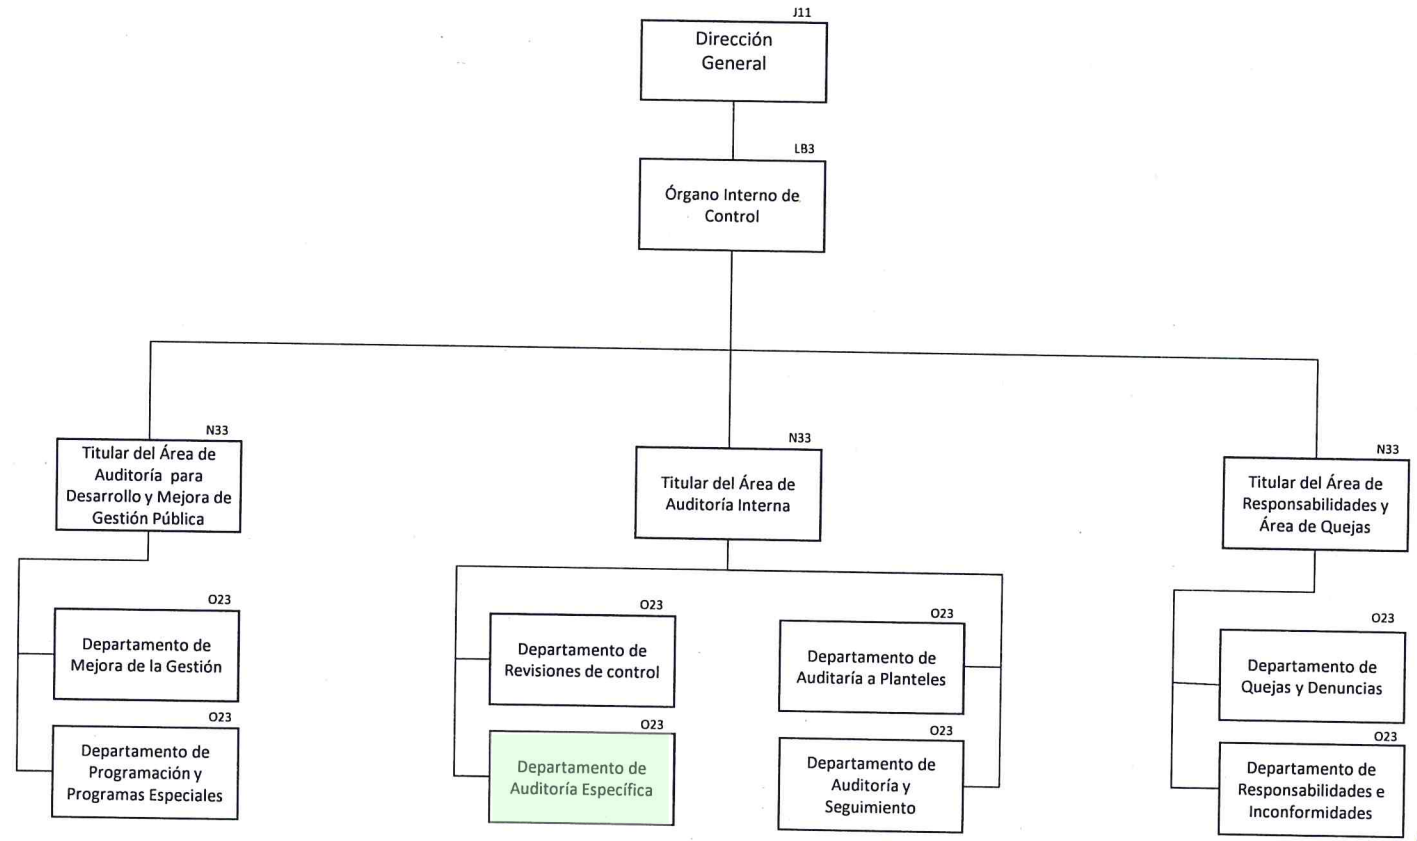 J11
Dirección
General
LB3
Órgano Interno de
Control
N33
Titular del Área de
Auditoría para
Desarrollo y Mejora de
Gestión Pública
N33
Titular del Área de
Auditoría Interna
N33
Titular del Área de
Responsabilidades y
Área de Quejas
O23
Departamento de
Mejora de la Gestión
O23
Departamento de
Programación y
Programas Especiales
O23
Departamento de
Revisiones de control
O23
Departamento de
Auditoría Específica
O23
Departamento de
Auditaría a Planteles
O23
Departamento de
Auditoría y
Seguimiento
O23
Departamento de
Quejas y Denuncias
O23
Departamento de
Responsabilidades e
Inconformidades